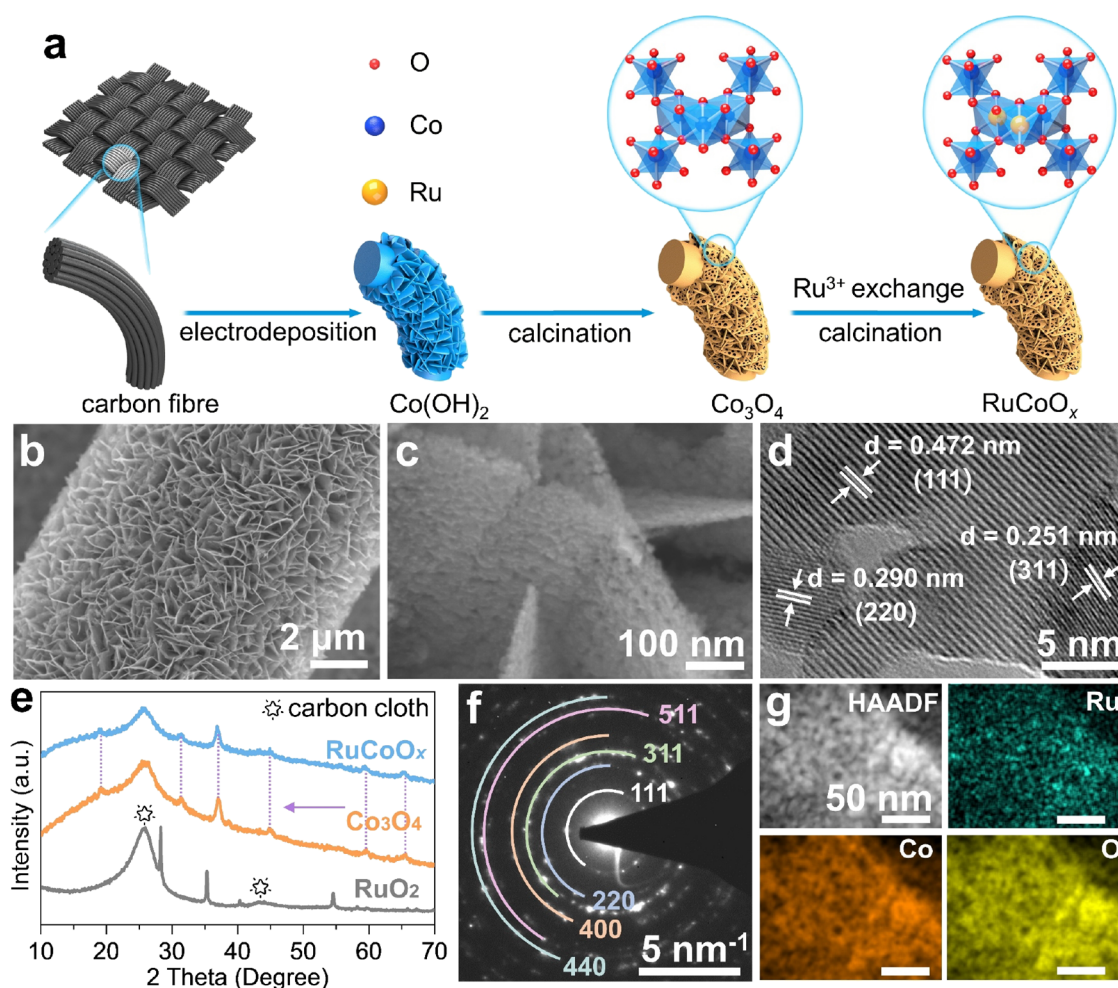 a
O
Co
Ru
electrodeposition
calcination
Ru³⁺ exchange
calcination
carbon fibre
Co(OH)₂
Co₃O₄
RuCoOₓ
b
2 μm
c
100 nm
d
d = 0.472 nm
(111)
d = 0.251 nm
(311)
d = 0.290 nm
(220)
5 nm
e
carbon cloth
RuCoOₓ
Co₃O₄
RuO₂
Intensity (a.u.)
10 20 30 40 50 60 70
2 Theta (Degree)
f
511
311
111
220
400
440
5 nm⁻¹
g
HAADF
50 nm
Ru
Co
O